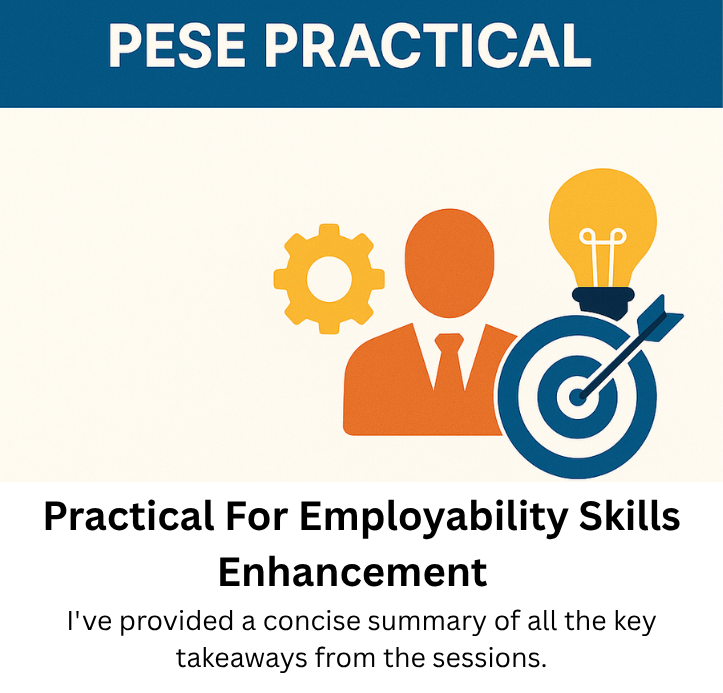 PESE PRACTICAL
Practical For Employability Skills
Enhancement
I've provided a concise summary of all the key
takeaways from the sessions.